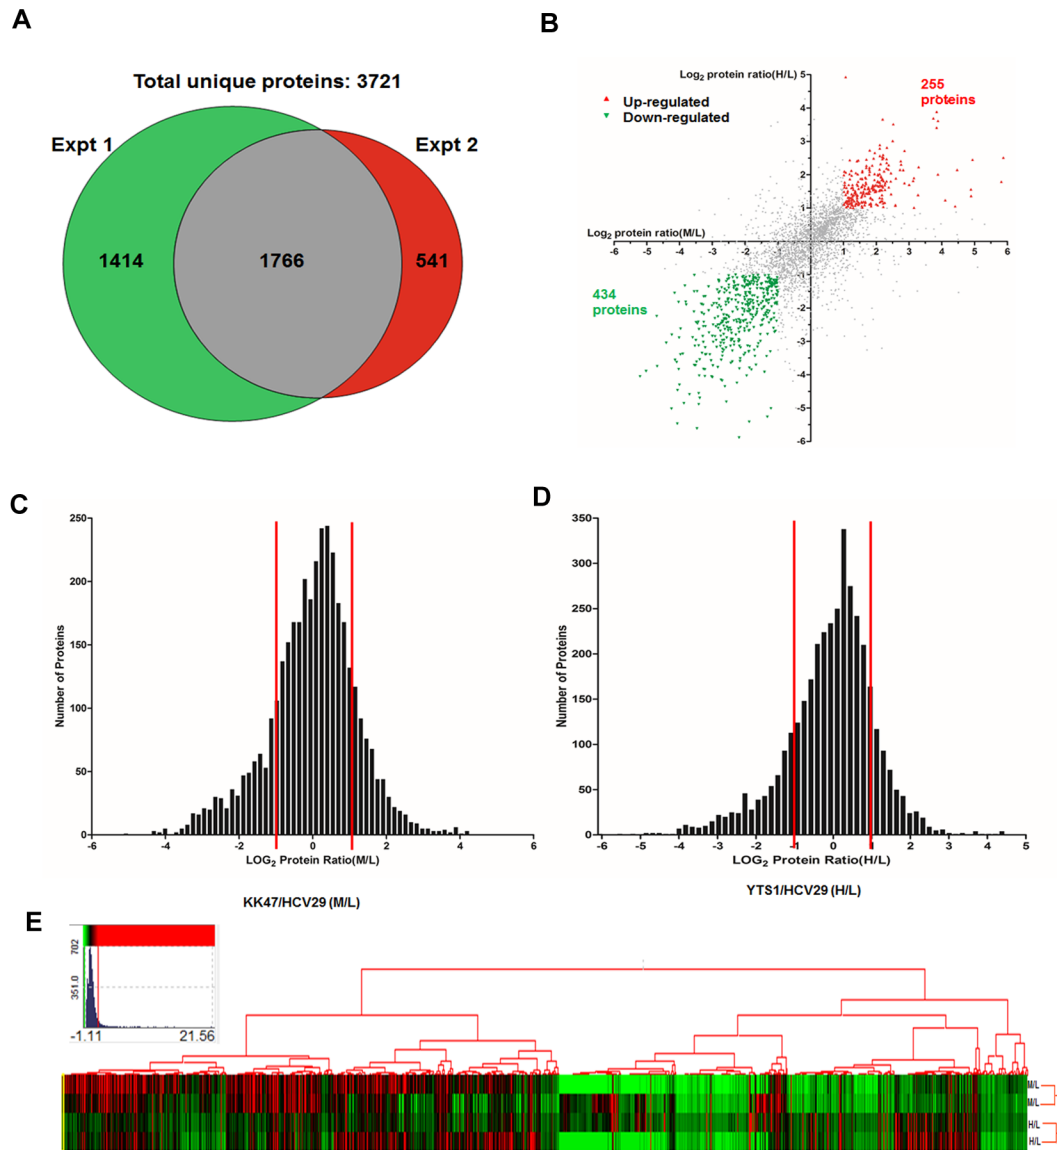 A
Total unique proteins: 3721
Expt 1
Expt 2
1414
1766
541
B
Log2 protein ratio(H/L)
Up-regulated
Down-regulated
255
proteins
Log2 protein ratio(M/L)
434
proteins
5
4
3
2
1
-1
-2
-3
-4
-5
-6
-6 -5 -4 -3 -2 -1 0 1 2 3 4 5 6
C
Number of Proteins
250
200
150
100
50
0
-6 -4 -2 0 2 4 6
LOG2 Protein Ratio(M/L)
KK47/HCV29 (M/L)
D
Number of Proteins
350
300
250
200
150
100
50
0
-6 -5 -4 -3 -2 -1 0 1 2 3 4 5
LOG2 Protein Ratio(H/L)
YTS1/HCV29 (H/L)
E
702
351.0
-1.11 21.56
M/L
M/L
H/L
H/L